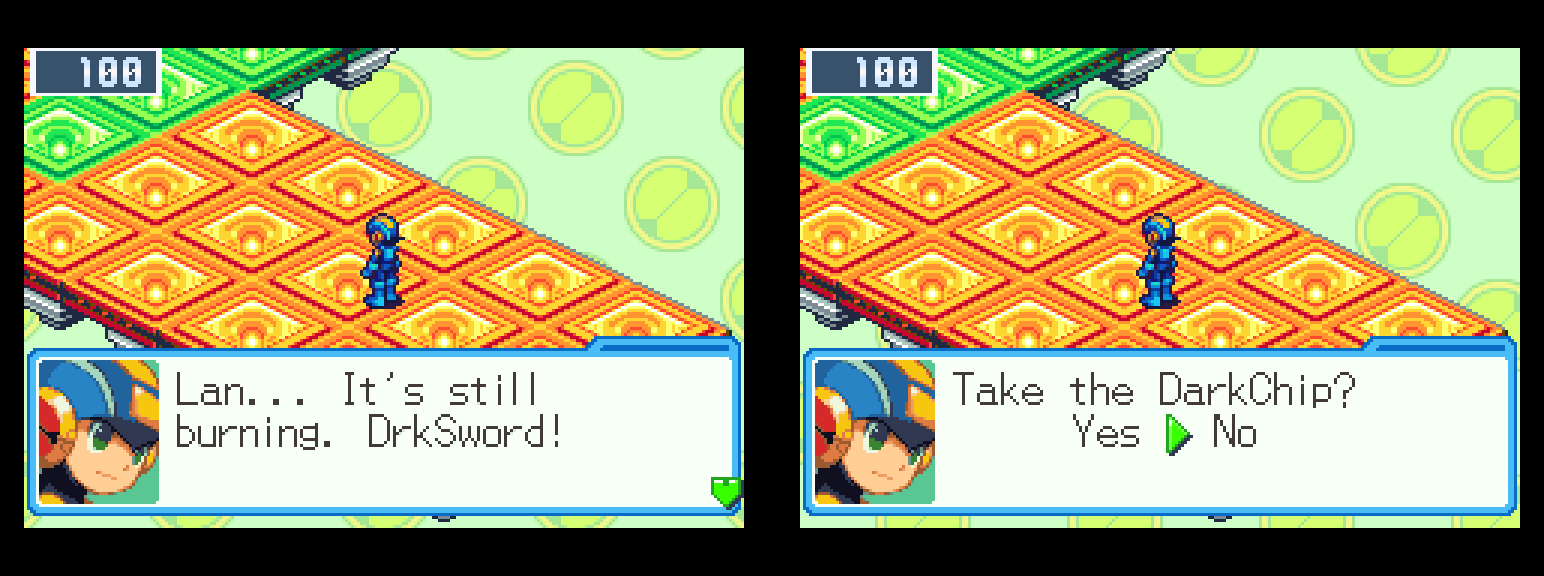 100
Lan... It's still
burning. DrkSword!
100
Take the DarkChip?
Yes No